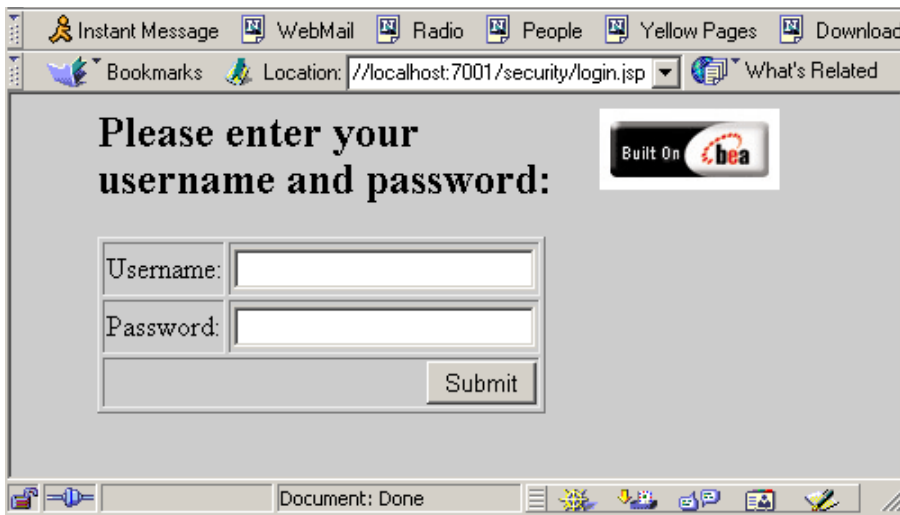 Instant Message WebMail Radio People Yellow Pages Download
Bookmarks Location: //localhost:7001/security/login.jsp What's Related
Please enter your
username and password:
Built On bea
Username:
Password:
Submit
Document: Done